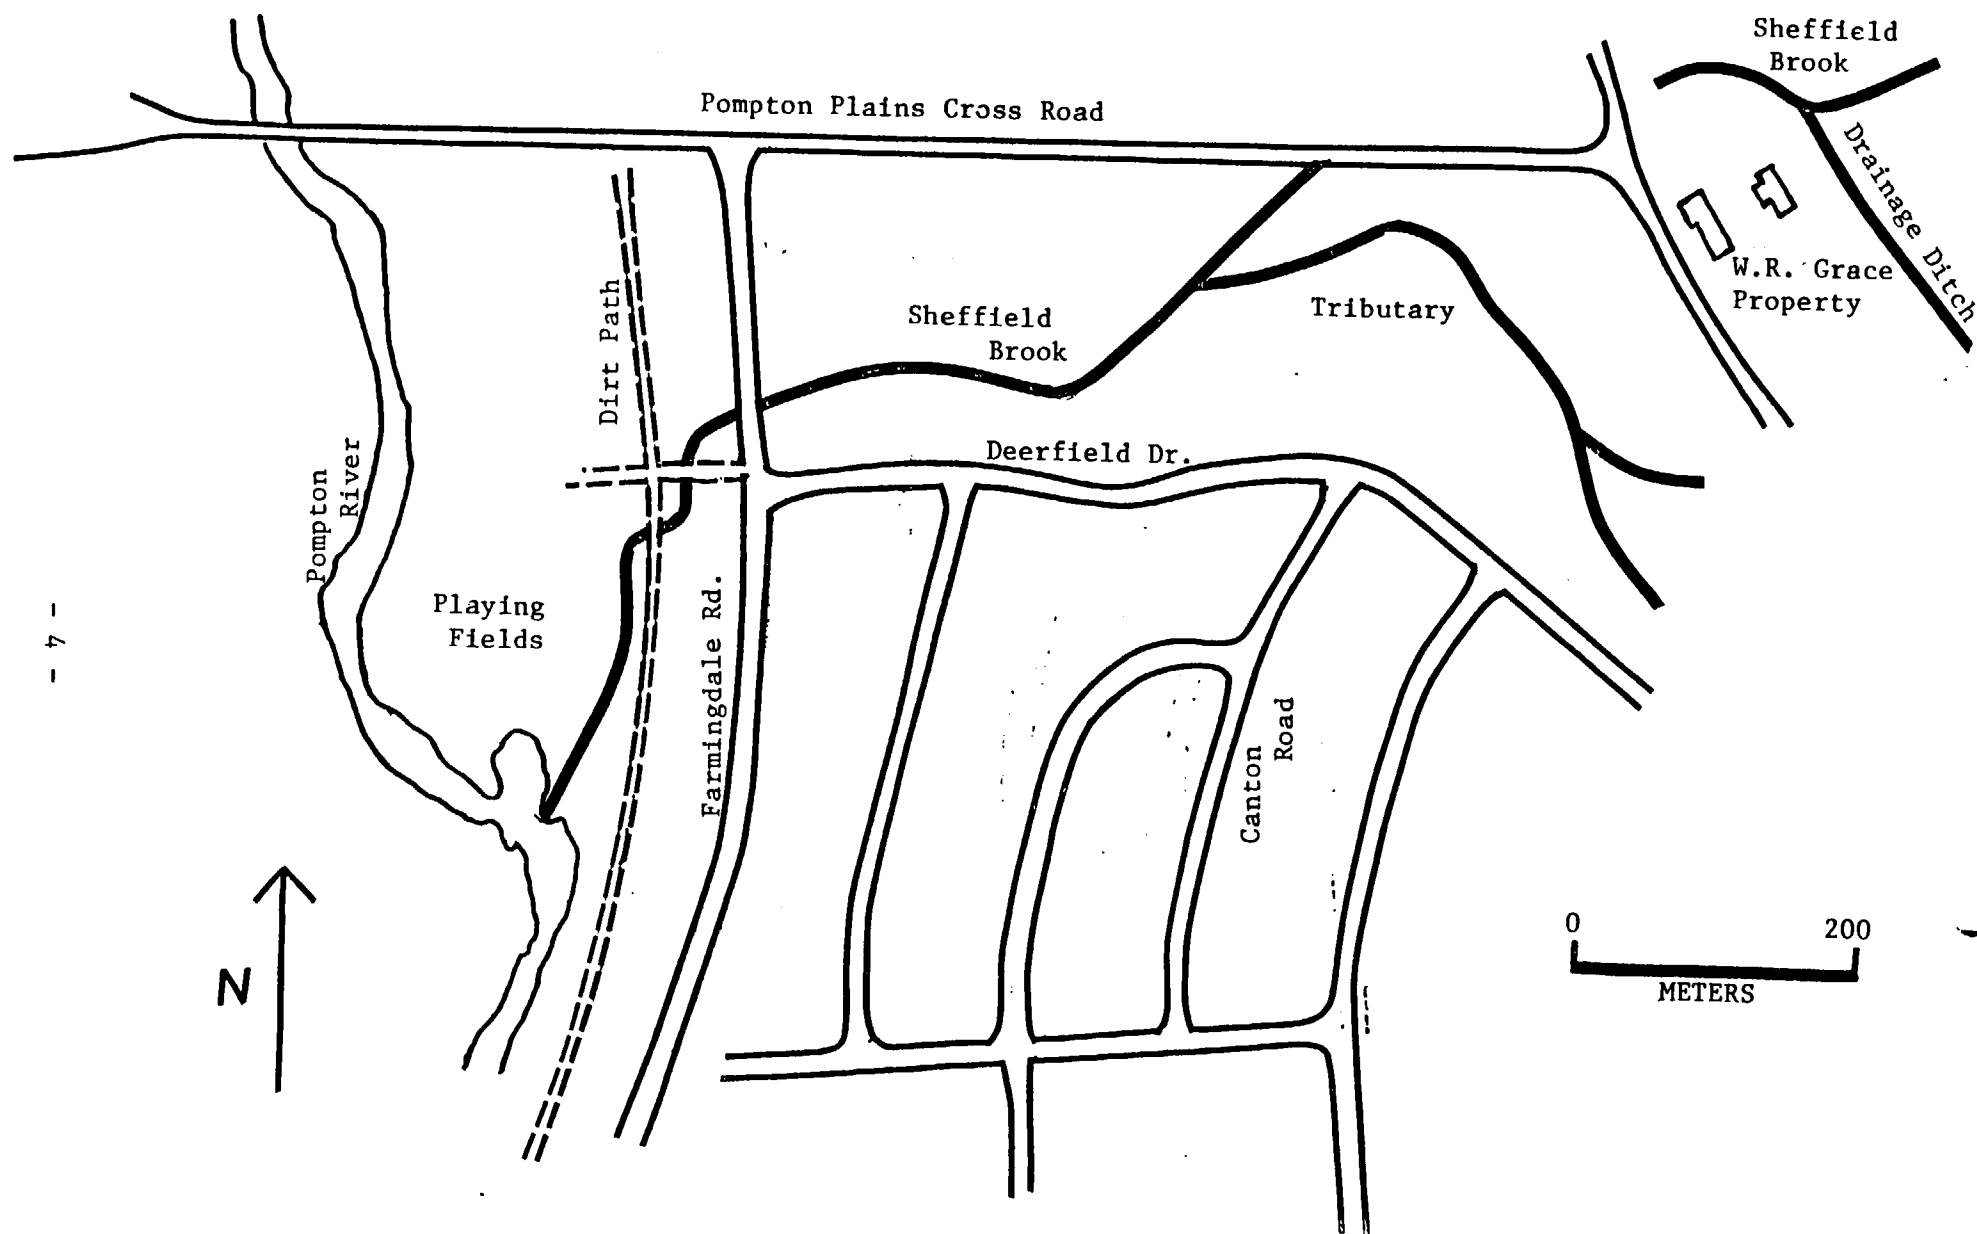 Sheffield
Brook
Pompton Plains Cross Road
Drainage Ditch
W.R. Grace
Property
Dirt Path
Sheffield
Brook
Tributary
Deerfield Dr.
Pompton
River
Playing
Fields
Farmingdale Rd.
Canton
Road
- 4 -
N
0 200
METERS